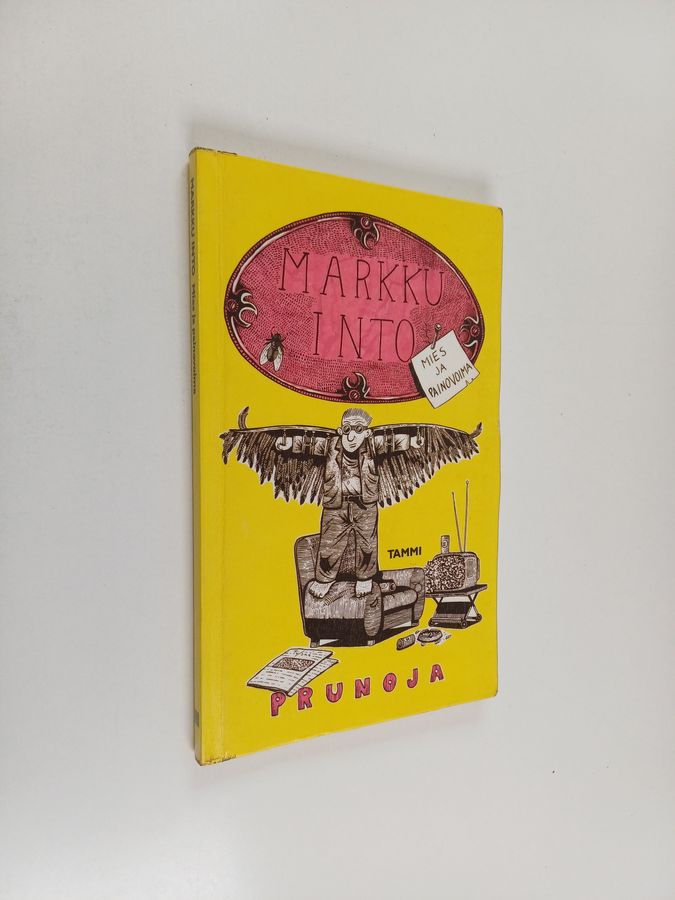 MARKKU INTO Mies ja painovoima
MARKKU
INTO
MIES
JA
PAINOVOIMA
TAMMI
PRUNOJA